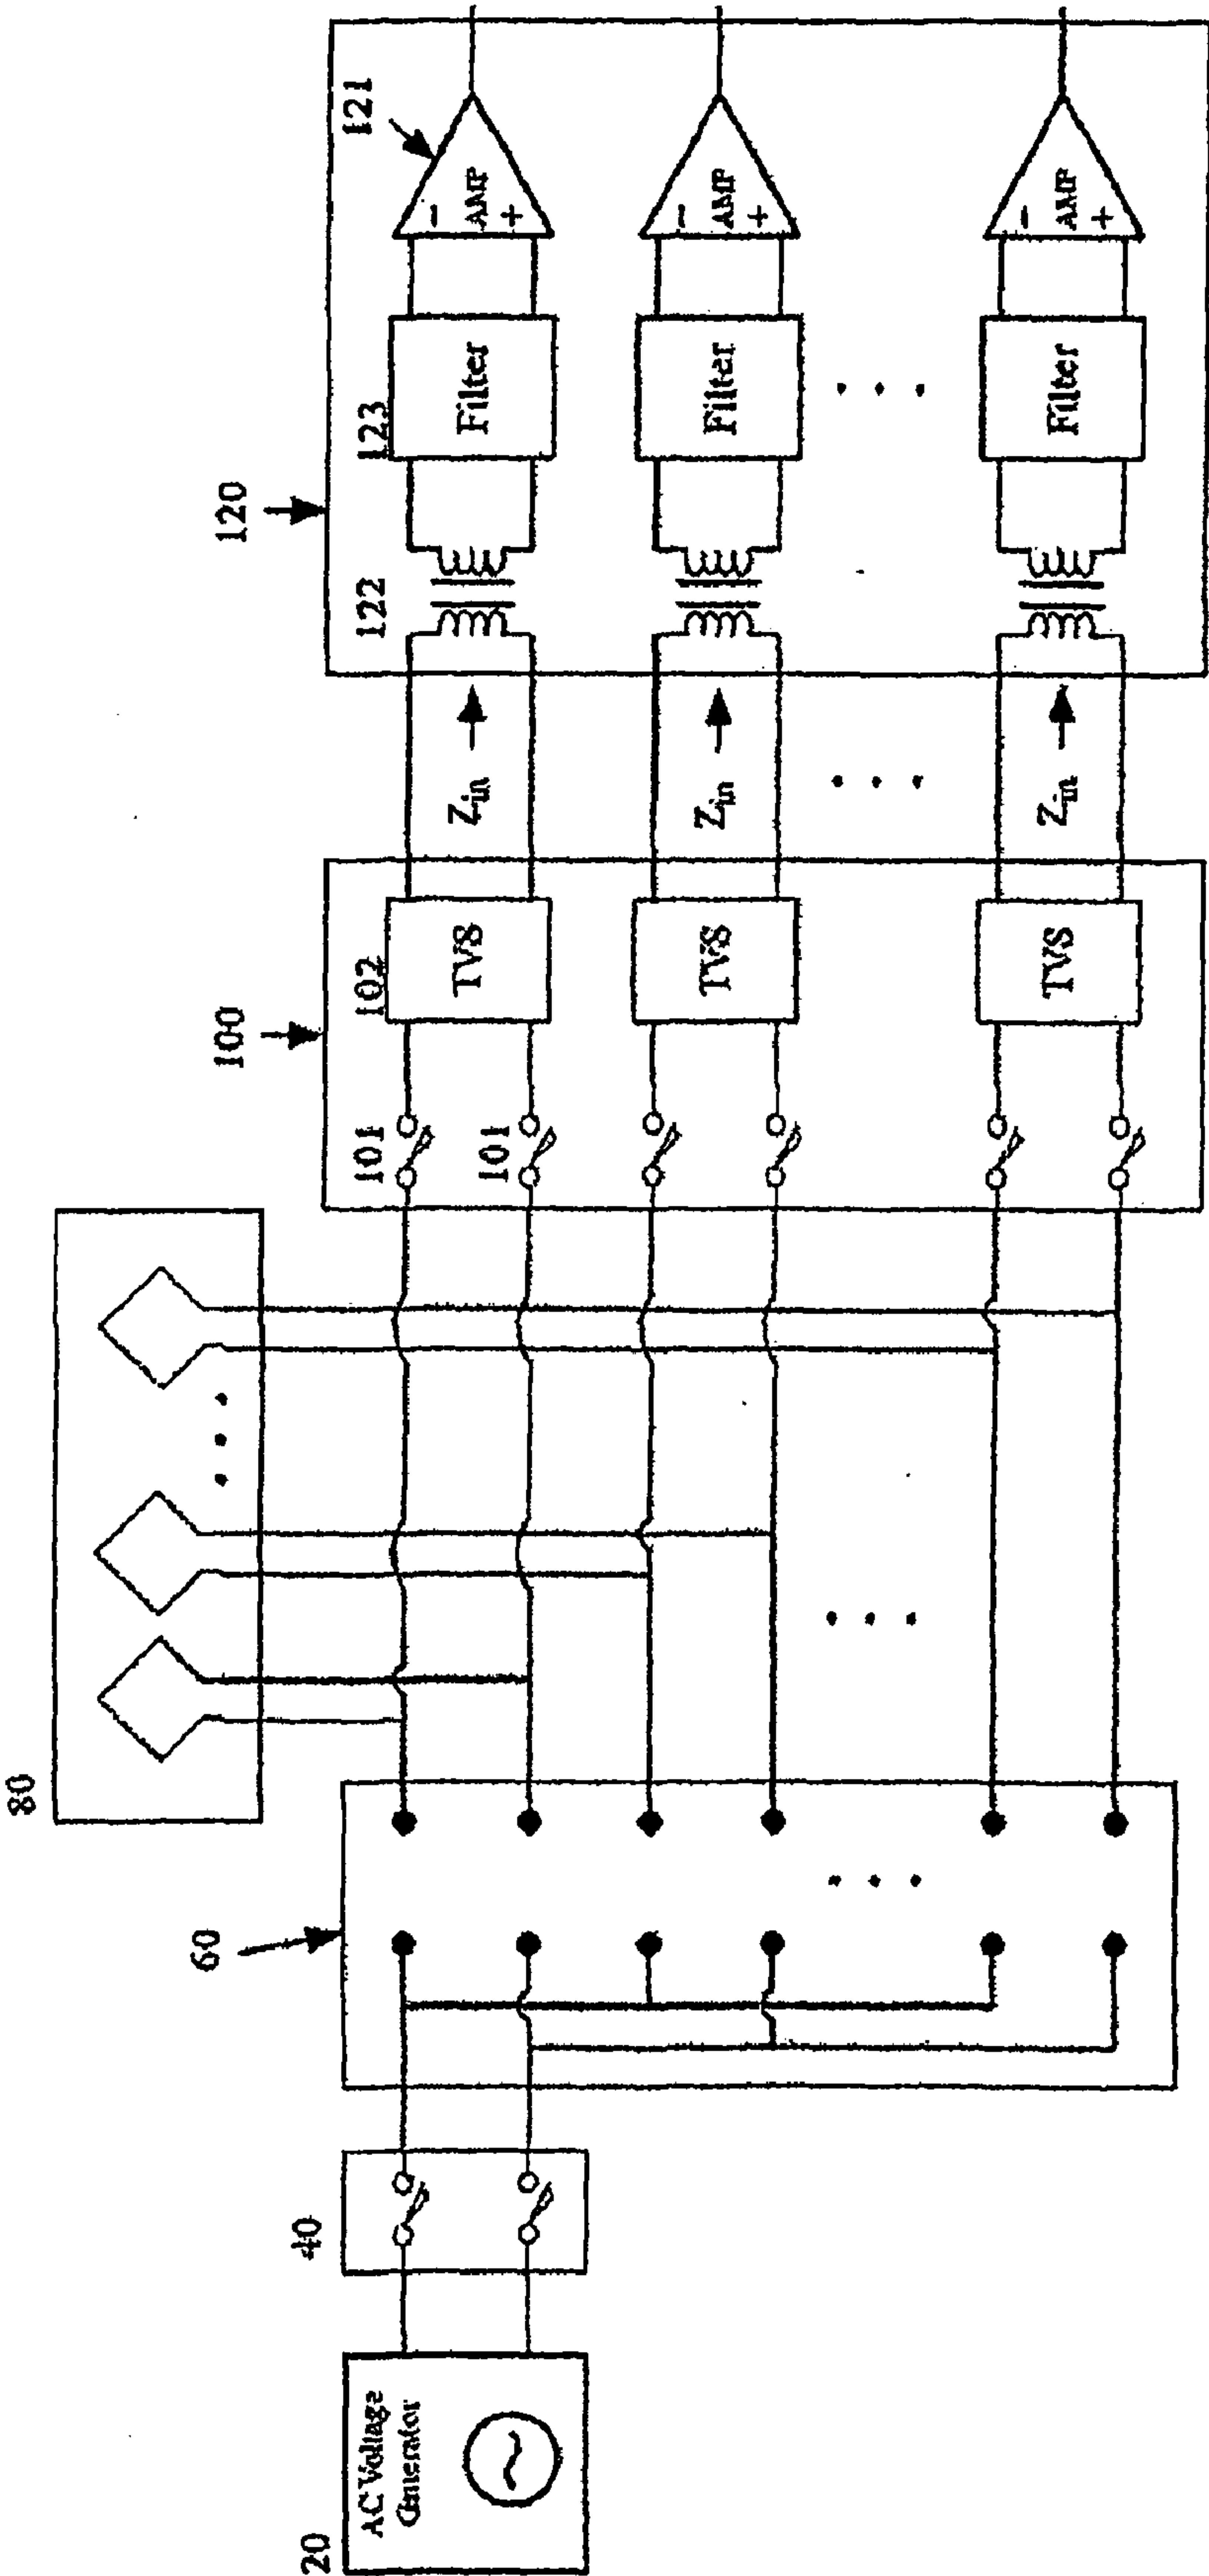 20
AC Voltage
Generator
40
60
80
100
101
101
102
TVS
TVS
TVS
Zin
Zin
Zin
120
122
123
Filter
Filter
Filter
121
- AMP +
- AMP +
- AMP +